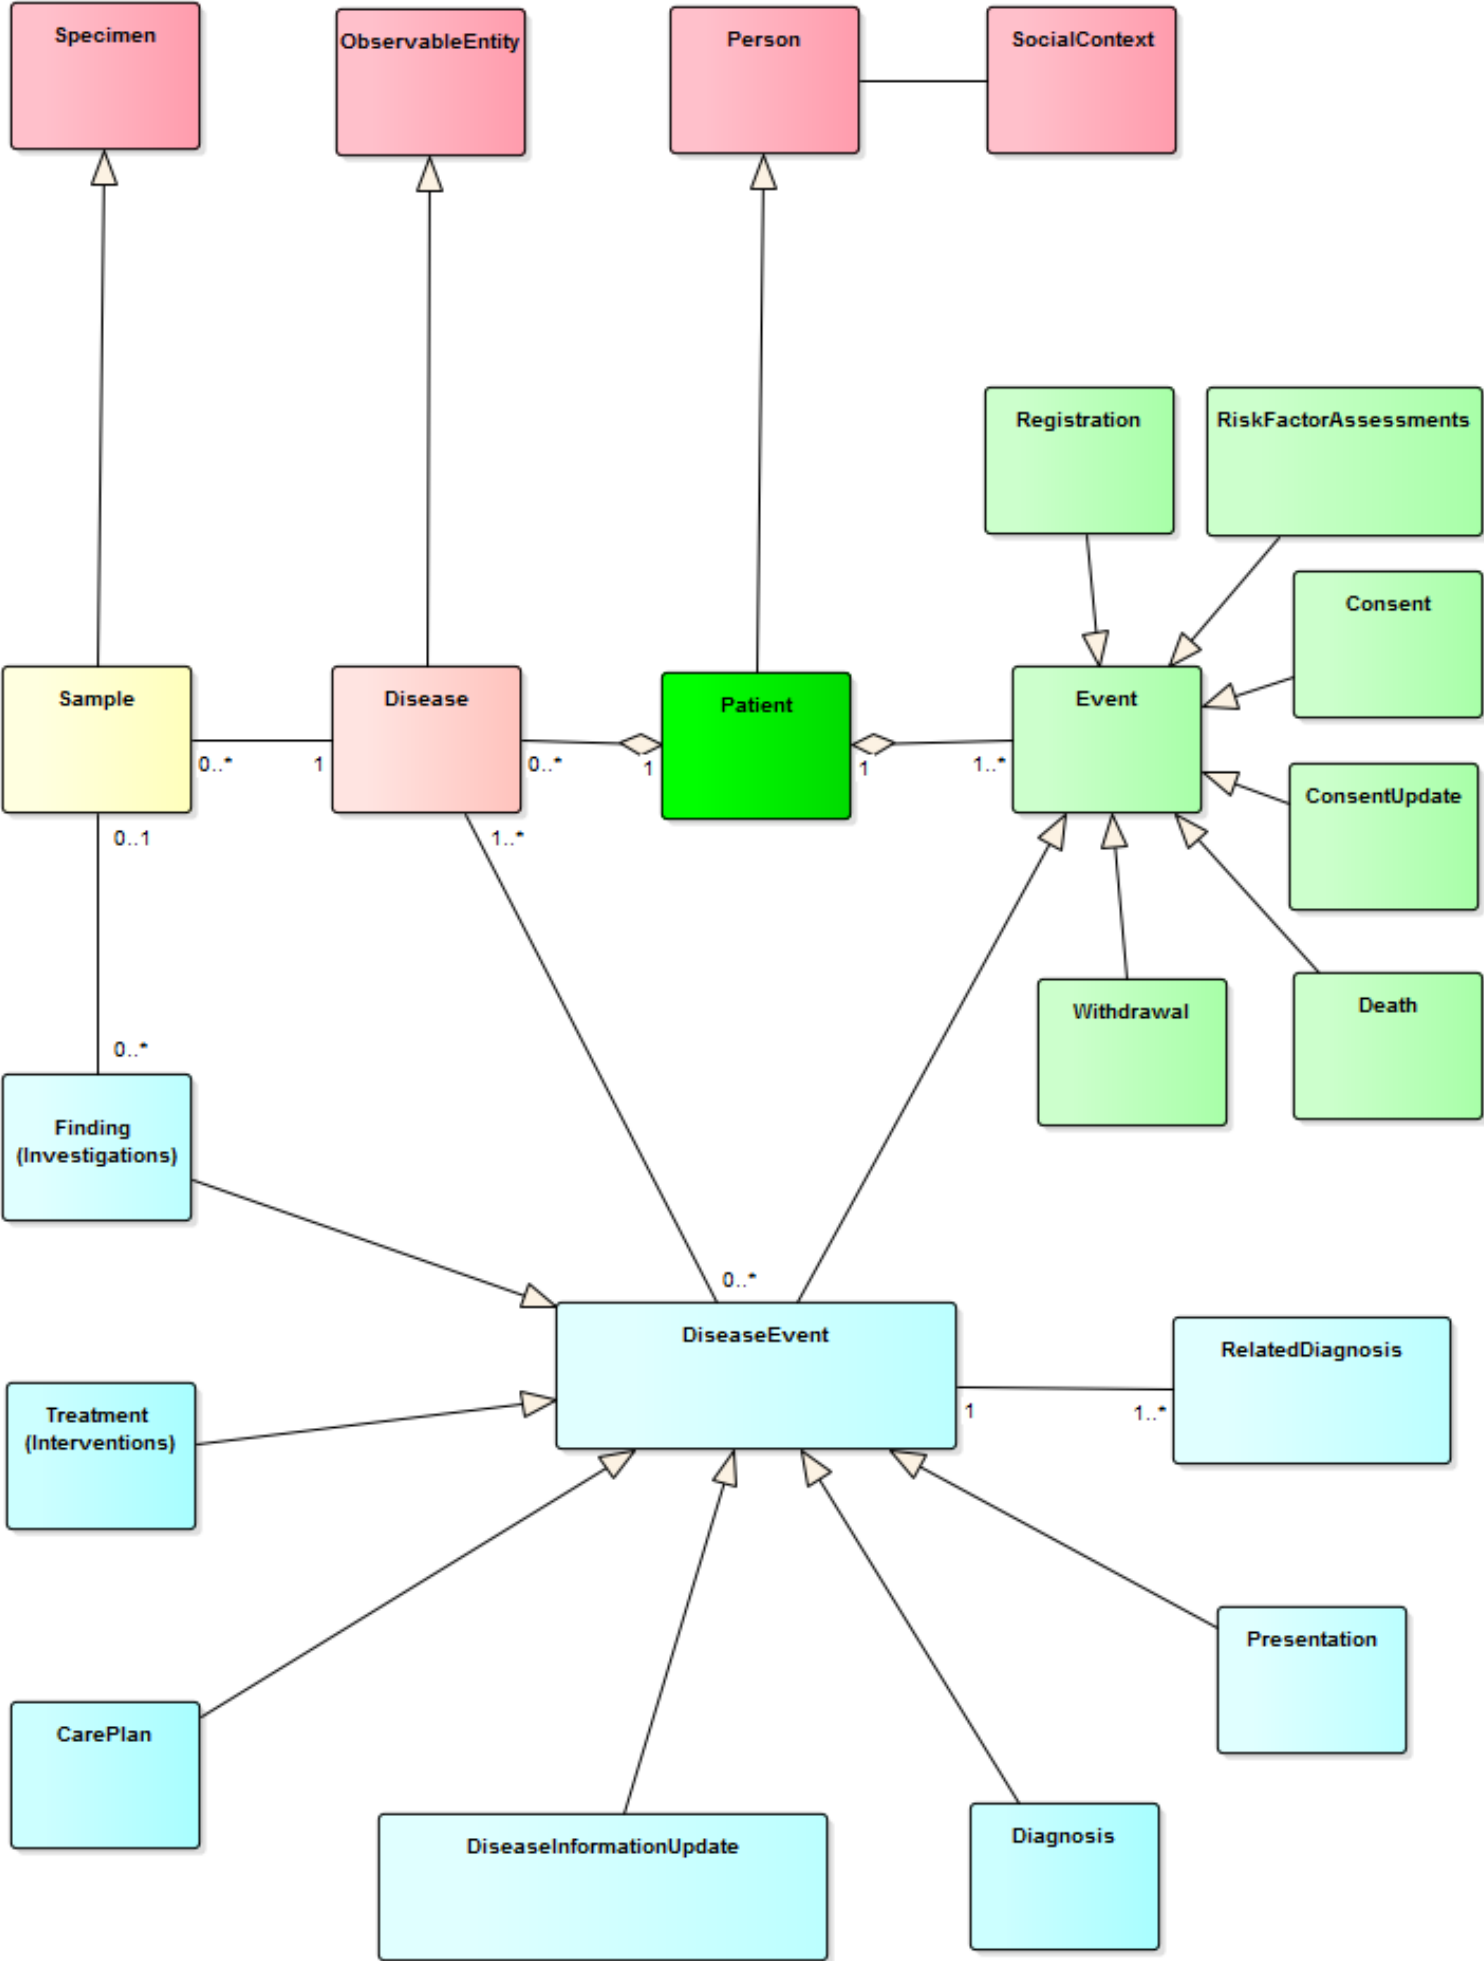 Specimen
ObservableEntity
Person
SocialContext
Registration
RiskFactorAssessments
Consent
Sample
Disease
Patient
Event
0..*
1
0..*
1
1
1..*
ConsentUpdate
0..1
1..*
Withdrawal
Death
0..*
Finding
(Investigations)
0..*
DiseaseEvent
RelatedDiagnosis
1
1..*
Treatment
(Interventions)
Presentation
CarePlan
DiseaseInformationUpdate
Diagnosis